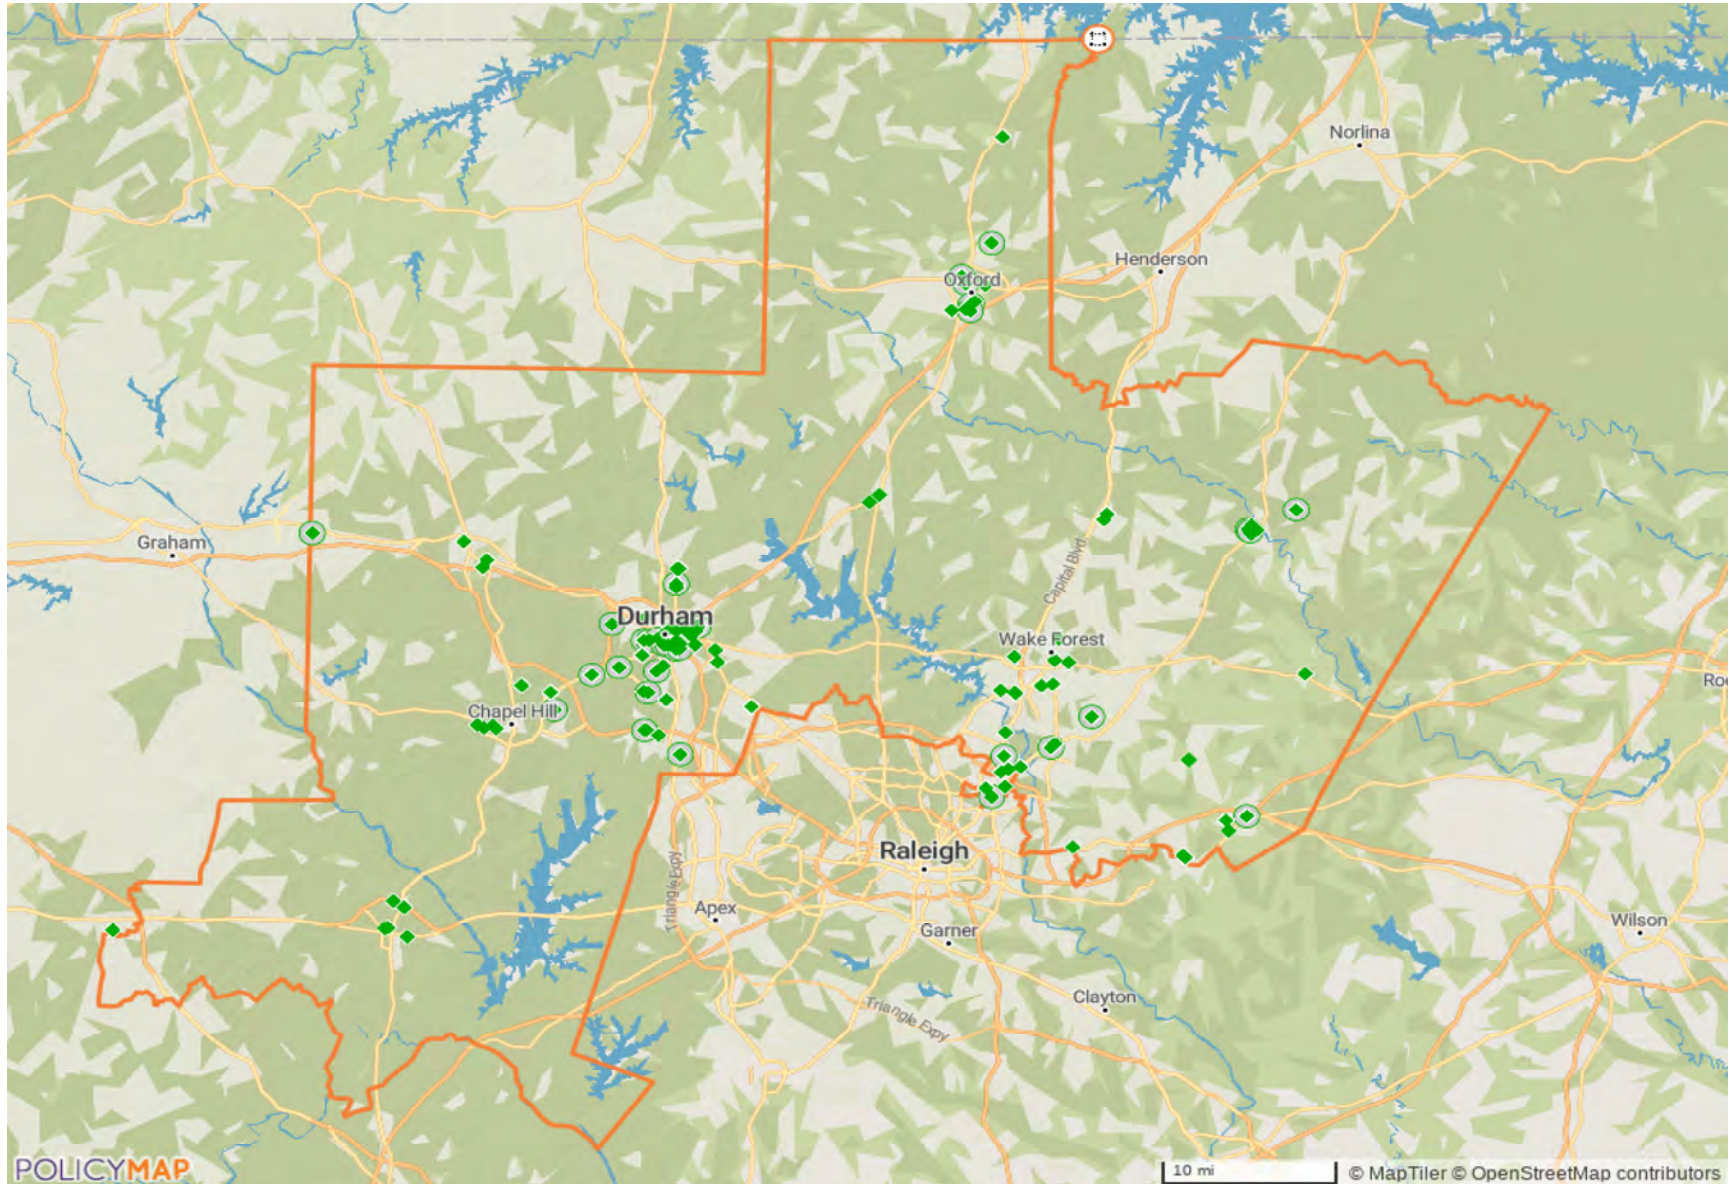 Norlina
Henderson
Oxford
Graham
Capital Blvd
Durham
Wake Forest
Chapel Hill
Raleigh
Triangle Expy
Apex
Garner
Wilson
Clayton
Triangle Expy
POLICYMAP
10 mi
© MapTiler © OpenStreetMap contributors